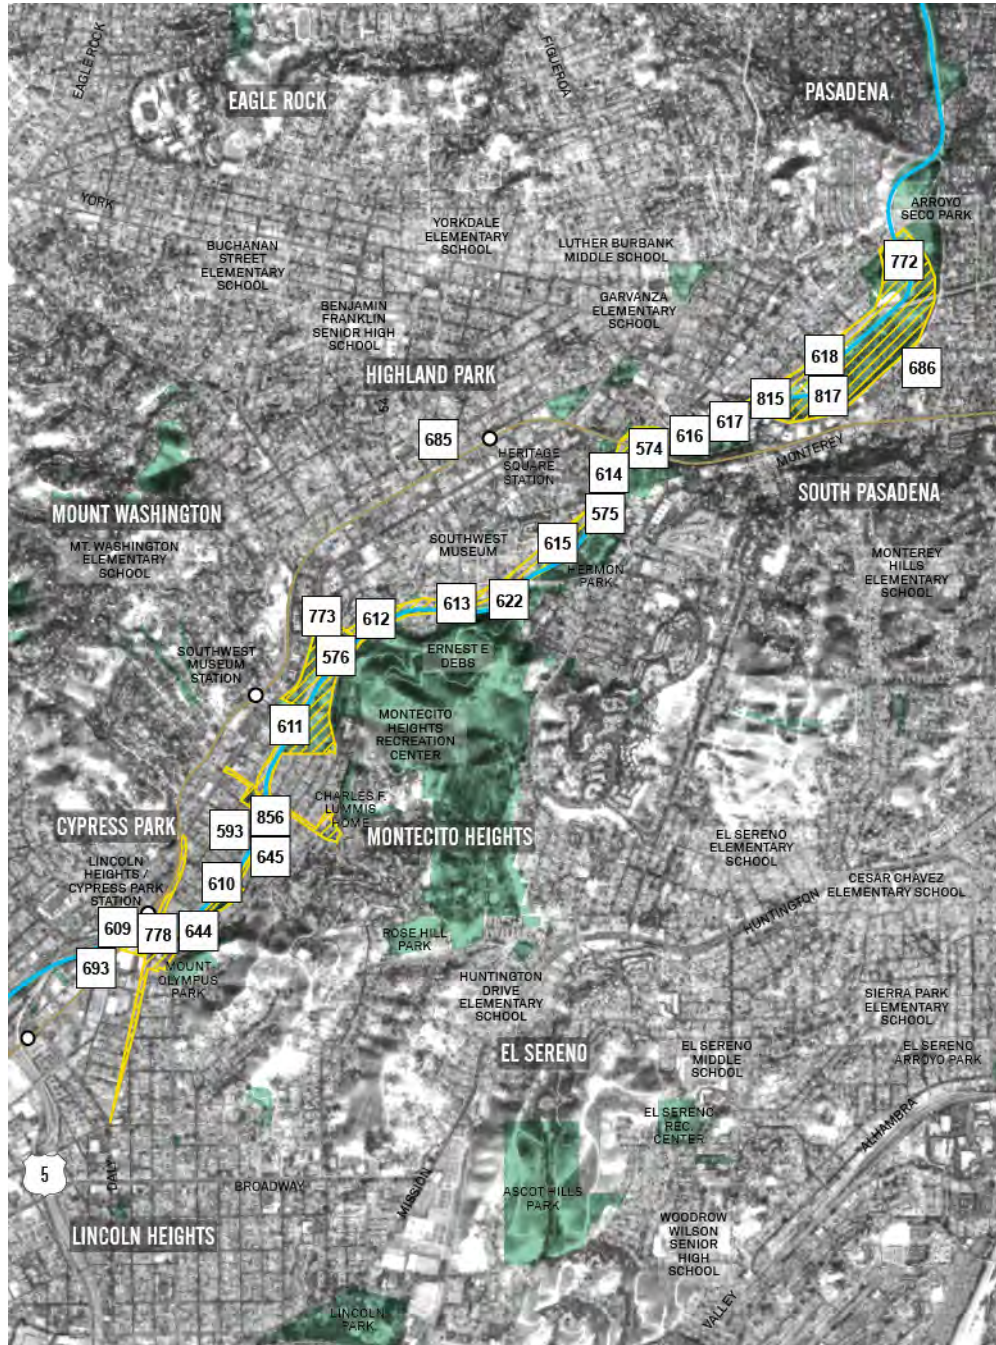 EAGLE ROCK
FIGUEROA
EAGLE ROCK
PASADENA
YORK
ARROYO
SECO PARK
YORKDALE
ELEMENTARY
SCHOOL
BUCHANAN
STREET
ELEMENTARY
SCHOOL
LUTHER BURBANK
MIDDLE SCHOOL
772
GARVANZA
ELEMENTARY
SCHOOL
BENJAMIN
FRANKLIN
SENIOR HIGH
SCHOOL
618
686
HIGHLAND PARK
815
817
54
617
616
685
574
HERITAGE
SQUARE
STATION
MONTEREY
614
SOUTH PASADENA
MOUNT WASHINGTON
575
MT. WASHINGTON
ELEMENTARY
SCHOOL
SOUTHWEST
MUSEUM
615
HERMON
PARK
MONTEREY
HILLS
ELEMENTARY
SCHOOL
773
612
613
622
SOUTHWEST
MUSEUM
STATION
576
ERNEST E
DEBS
611
MONTECITO
HEIGHTS
RECREATION
CENTER
CHARLES F.
LUMMIS
HOME
CYPRESS PARK
593
856
MONTECITO HEIGHTS
EL SERENO
ELEMENTARY
SCHOOL
645
LINCOLN
HEIGHTS /
CYPRESS PARK
STATION
610
CESAR CHAVEZ
ELEMENTARY SCHOOL
HUNTINGTON
609
778
644
ROSE HILL
PARK
693
MOUNT
OLYMPUS
PARK
HUNTINGTON
DRIVE
ELEMENTARY
SCHOOL
SIERRA PARK
ELEMENTARY
SCHOOL
EL SERENO
EL SERENO
MIDDLE
SCHOOL
EL SERENO
ARROYO PARK
EL SERENO
REC.
CENTER
ALHAMBRA
5
DALY
BROADWAY
MISSION
ASCOT HILLS
PARK
LINCOLN HEIGHTS
WOODROW
WILSON
SENIOR
HIGH
SCHOOL
LINCOLN
PARK
VALLEY